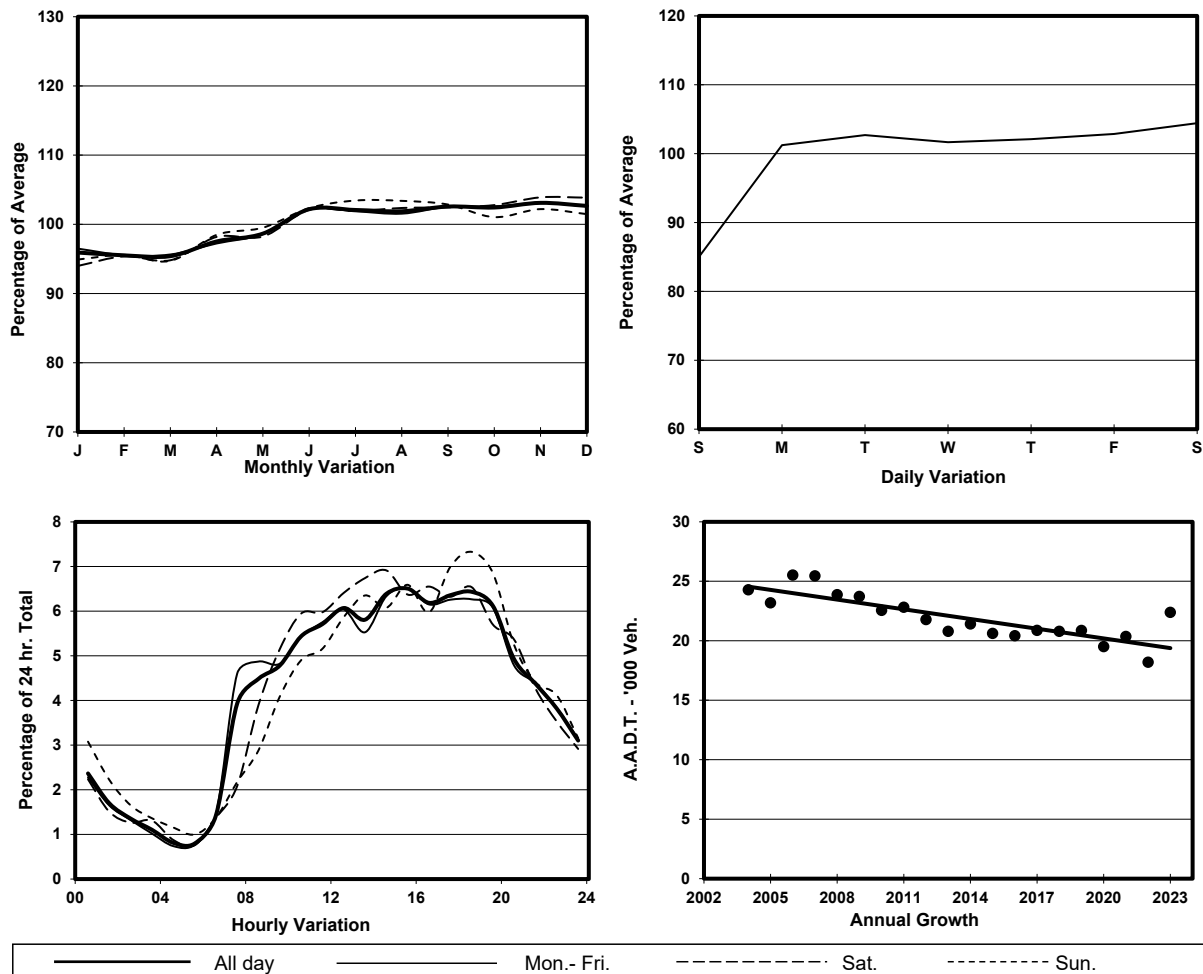 130
120
110
100
90
80
70
Percentage of Average
J F M A M J J A S O N D
Monthly Variation
120
110
100
90
80
70
60
Percentage of Average
S M T W T F S
Daily Variation
8
7
6
5
4
3
2
1
0
Percentage of 24 hr. Total
00 04 08 12 16 20 24
Hourly Variation
30
25
20
15
10
5
0
A.A.D.T. - '000 Veh.
2002 2005 2008 2011 2014 2017 2020 2023
Annual Growth
All day Mon.- Fri. Sat. Sun.